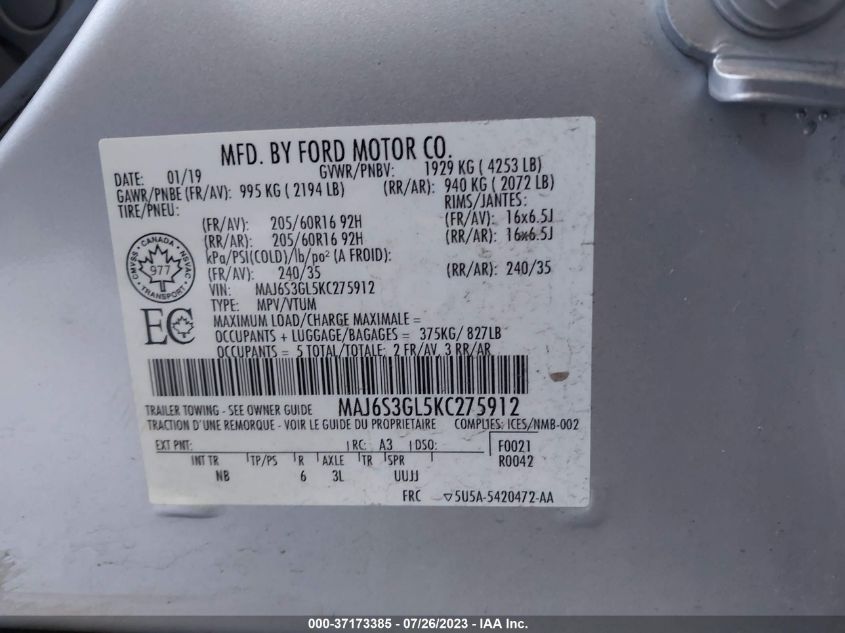 MFD. BY FORD MOTOR CO.
DATE: 01/19 GVWR/PNBV: 1929 KG ( 4253 LB)
GAWR/PNBE (FR/AV): 995 KG ( 2194 LB) (RR/AR): 940 KG ( 2072 LB)
TIRE/PNEU: RIMS/JANTES:
(FR/AV): 205/60R16 92H (FR/AV): 16x6.5J
(RR/AR): 205/60R16 92H (RR/AR): 16x6.5J
kPa/PSI(COLD)/lb/po² (A FROID):
(FR/AV): 240/35 (RR/AR): 240/35
VIN: MAJ6S3GL5KC275912
TYPE: MPV/VTUM
CANADA
CMVSS NSVAC
977
TRANSPORT
EC
MAXIMUM LOAD/CHARGE MAXIMALE =
OCCUPANTS + LUGGAGE/BAGAGES = 375KG/ 827LB
OCCUPANTS = 5 TOTAL/TOTALE: 2 FR/AV, 3 RR/AR
TRAILER TOWING - SEE OWNER GUIDE MAJ6S3GL5KC275912
TRACTION D'UNE REMORQUE - VOIR LE GUIDE DU PROPRIETAIRE COMPLIES: ICES/NMB-002
EXT PNT: RC: A3 DSO: F0021
INT TR TP/PS R AXLE TR SPR R0042
NB 6 3L UUJJ
FRC ▽5U5A-5420472-AA
000-37173385 - 07/26/2023 - IAA Inc.